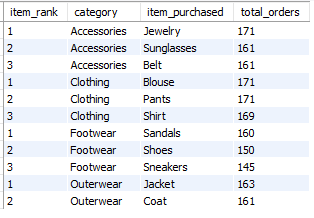 item_rank category item_purchased total_orders
1 Accessories Jewelry 171
2 Accessories Sunglasses 161
3 Accessories Belt 161
1 Clothing Blouse 171
2 Clothing Pants 171
3 Clothing Shirt 169
1 Footwear Sandals 160
2 Footwear Shoes 150
3 Footwear Sneakers 145
1 Outerwear Jacket 163
2 Outerwear Coat 161